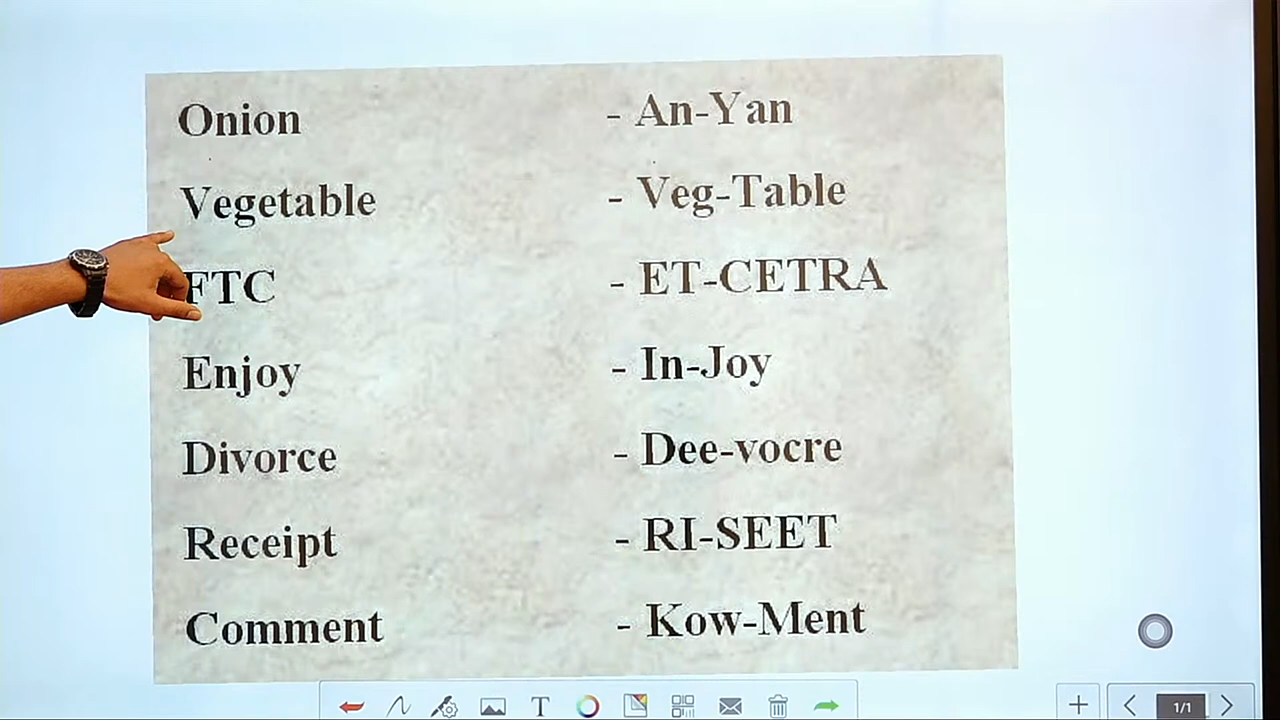 Onion - An-Yan
Vegetable - Veg-Table
ETC - ET-CETRA
Enjoy - In-Joy
Divorce - Dee-vocre
Receipt - RI-SEET
Comment - Kow-Ment
T
1/1